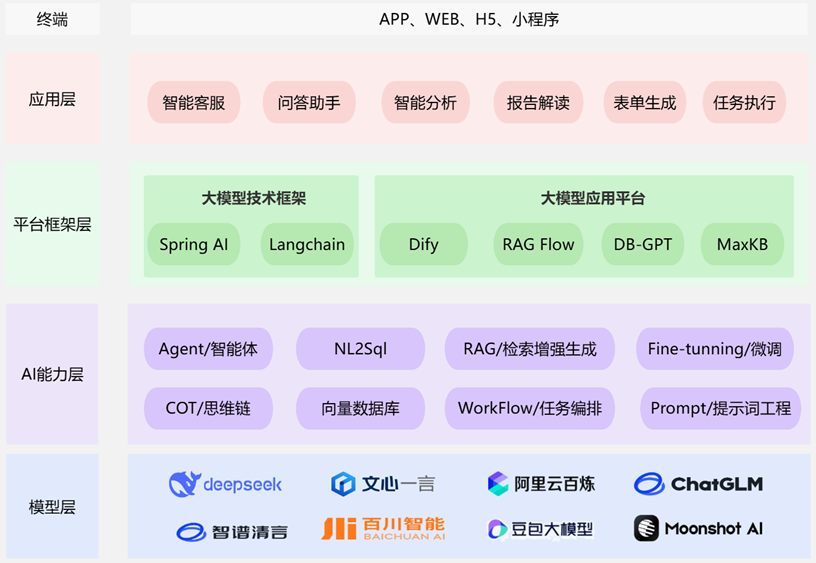 终端
APP、WEB、H5、小程序
应用层
智能客服
问答助手
智能分析
报告解读
表单生成
任务执行
平台框架层
大模型技术框架
Spring AI
Langchain
大模型应用平台
Dify
RAG Flow
DB-GPT
MaxKB
AI能力层
Agent/智能体
NL2Sql
RAG/检索增强生成
Fine-tunning/微调
COT/思维链
向量数据库
WorkFlow/任务编排
Prompt/提示词工程
模型层
deepseek
文心一言
阿里云百炼
ChatGLM
智谱清言
百川智能
BAICHUAN AI
豆包大模型
Moonshot AI